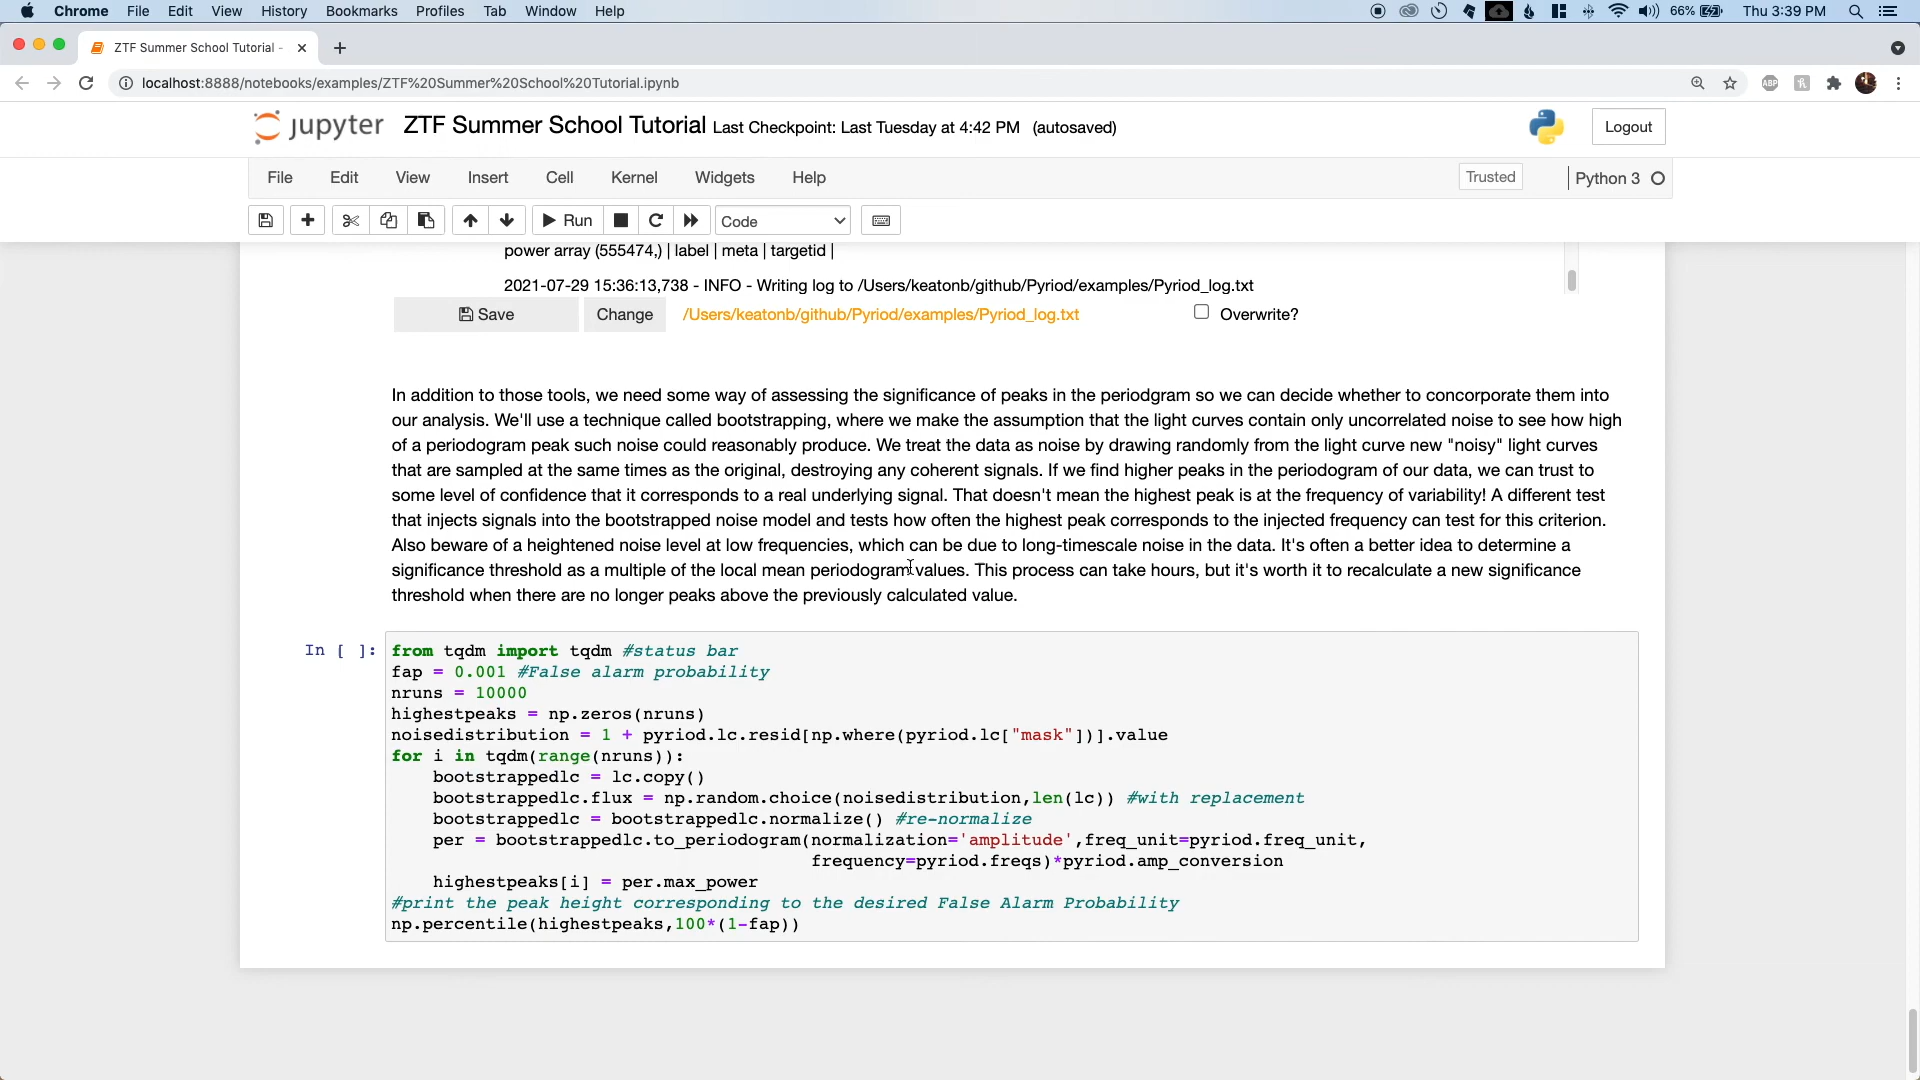 Chrome File Edit View History Bookmarks Profiles Tab Window Help 66% Thu 3:39 PM
ZTF Summer School Tutorial -
localhost:8888/notebooks/examples/ZTF%20Summer%20School%20Tutorial.ipynb ABP
jupyter ZTF Summer School Tutorial Last Checkpoint: Last Tuesday at 4:42 PM (autosaved) Logout
File Edit View Insert Cell Kernel Widgets Help Trusted Python 3
Run Code
power array (555474,) | label | meta | targetid |
2021-07-29 15:36:13,738 - INFO - Writing log to /Users/keatonb/github/Pyriod/examples/Pyriod_log.txt
Save Change /Users/keatonb/github/Pyriod/examples/Pyriod_log.txt Overwrite?
In addition to those tools, we need some way of assessing the significance of peaks in the periodgram so we can decide whether to concorporate them into
our analysis. We'll use a technique called bootstrapping, where we make the assumption that the light curves contain only uncorrelated noise to see how high
of a periodogram peak such noise could reasonably produce. We treat the data as noise by drawing randomly from the light curve new "noisy" light curves
that are sampled at the same times as the original, destroying any coherent signals. If we find higher peaks in the periodogram of our data, we can trust to
some level of confidence that it corresponds to a real underlying signal. That doesn't mean the highest peak is at the frequency of variability! A different test
that injects signals into the bootstrapped noise model and tests how often the highest peak corresponds to the injected frequency can test for this criterion.
Also beware of a heightened noise level at low frequencies, which can be due to long-timescale noise in the data. It's often a better idea to determine a
significance threshold as a multiple of the local mean periodogram values. This process can take hours, but it's worth it to recalculate a new significance
threshold when there are no longer peaks above the previously calculated value.
In [ ]: from tqdm import tqdm #status bar
fap = 0.001 #False alarm probability
nruns = 10000
highestpeaks = np.zeros(nruns)
noisedistribution = 1 + pyriod.lc.resid[np.where(pyriod.lc["mask"])].value
for i in tqdm(range(nruns)):
    bootstrappedlc = lc.copy()
    bootstrappedlc.flux = np.random.choice(noisedistribution,len(lc)) #with replacement
    bootstrappedlc = bootstrappedlc.normalize() #re-normalize
    per = bootstrappedlc.to_periodogram(normalization='amplitude',freq_unit=pyriod.freq_unit,
                                        frequency=pyriod.freqs)*pyriod.amp_conversion
    highestpeaks[i] = per.max_power
#print the peak height corresponding to the desired False Alarm Probability
np.percentile(highestpeaks,100*(1-fap))